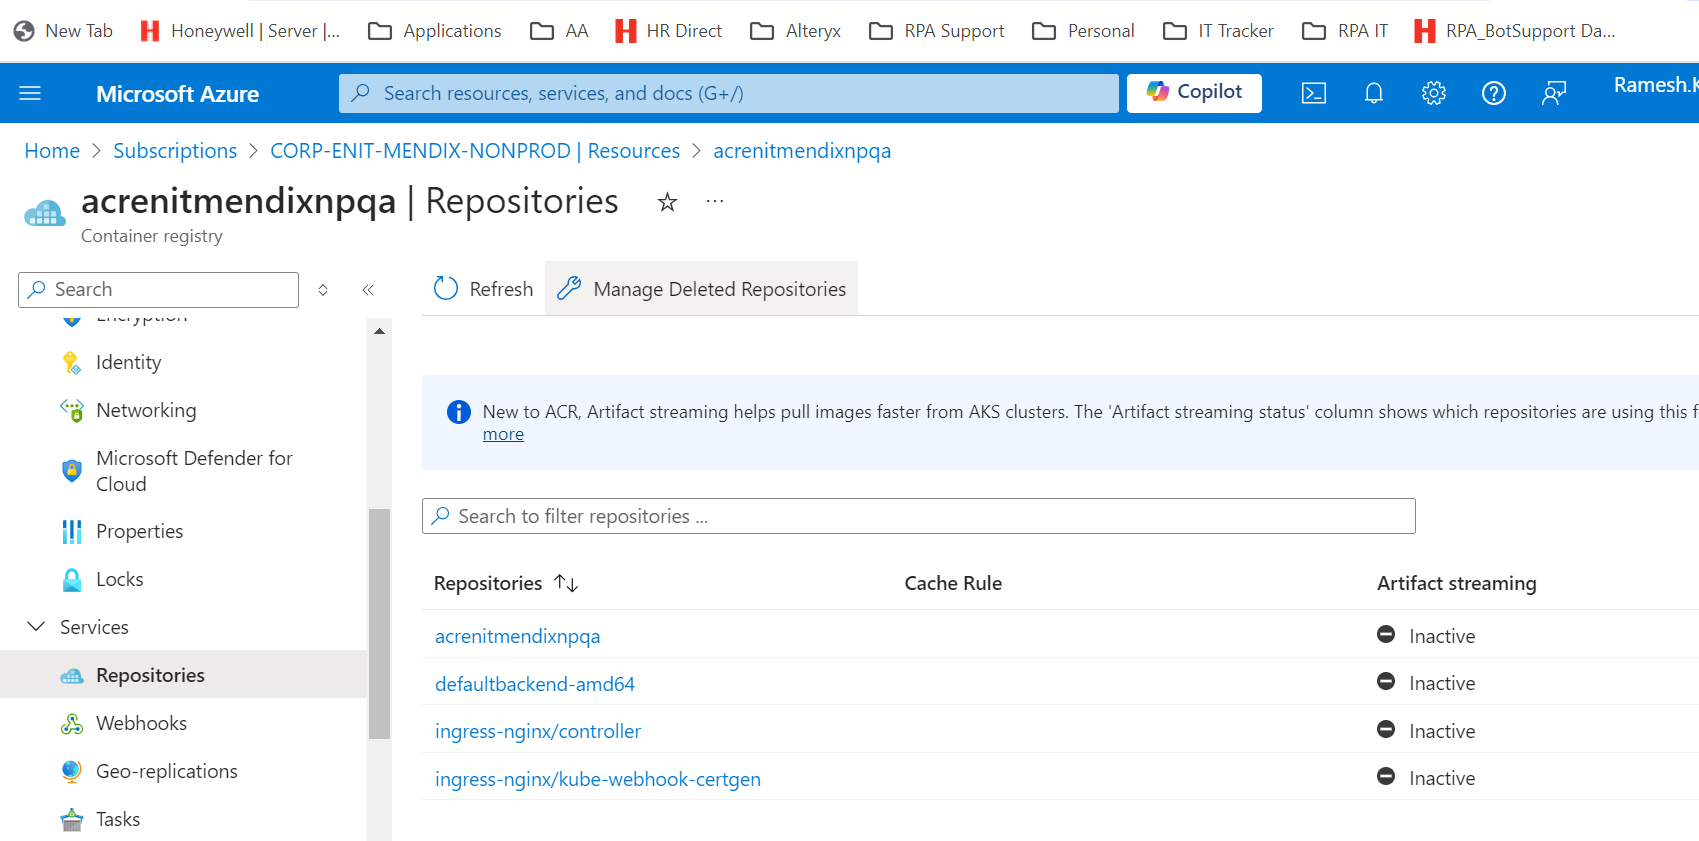 New Tab
Honeywell | Server |...
Applications
AA
HR Direct
Alteryx
RPA Support
Personal
IT Tracker
RPA IT
RPA_BotSupport Da...
Microsoft Azure
Search resources, services, and docs (G+/)
Copilot
Ramesh.K
Home > Subscriptions > CORP-ENIT-MENDIX-NONPROD | Resources > acrenitmendixnpqa
acrenitmendixnpqa | Repositories
Container registry
Search
Refresh
Manage Deleted Repositories
Encryption
Identity
Networking
Microsoft Defender for
Cloud
Properties
Locks
Services
Repositories
Webhooks
Geo-replications
Tasks
New to ACR, Artifact streaming helps pull images faster from AKS clusters. The 'Artifact streaming status' column shows which repositories are using this f
more
Search to filter repositories ...
Repositories Cache Rule Artifact streaming
acrenitmendixnpqa Inactive
defaultbackend-amd64 Inactive
ingress-nginx/controller Inactive
ingress-nginx/kube-webhook-certgen Inactive